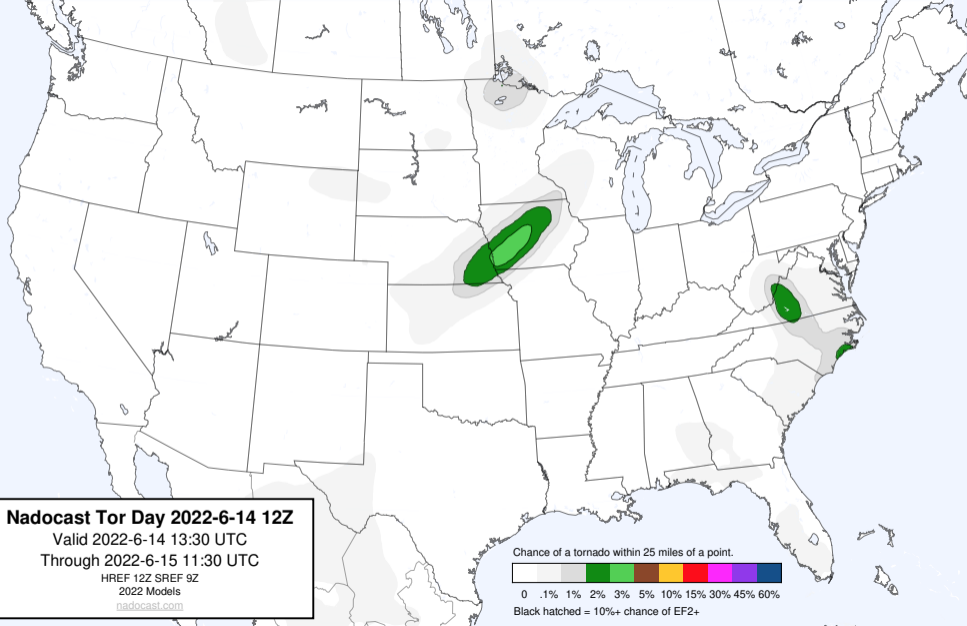 Nadocast Tor Day 2022-6-14 12Z
Valid 2022-6-14 13:30 UTC
Through 2022-6-15 11:30 UTC
HREF 12Z SREF 9Z
2022 Models
nadocast.com
Chance of a tornado within 25 miles of a point.
0 .1% 1% 2% 3% 5% 10% 15% 30% 45% 60%
Black hatched = 10%+ chance of EF2+